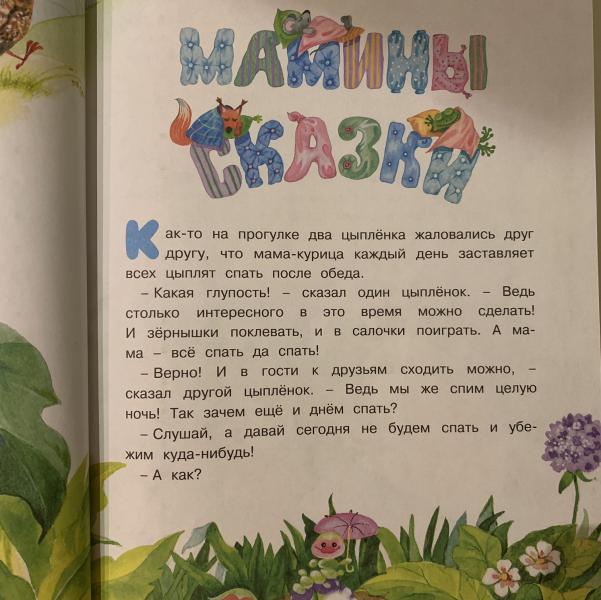 МАМИНЫ
СКАЗКИ
Как-то на прогулке два цыплёнка жаловались друг
другу, что мама-курица каждый день заставляет
всех цыплят спать после обеда.
– Какая глупость! – сказал один цыплёнок. – Ведь
столько интересного в это время можно сделать!
И зёрнышки поклевать, и в салочки поиграть. А ма-
ма – всё спать да спать!
– Верно! И в гости к друзьям сходить можно, –
сказал другой цыплёнок. – Ведь мы же спим целую
ночь! Так зачем ещё и днём спать?
– Слушай, а давай сегодня не будем спать и убе-
жим куда-нибудь!
– А как?